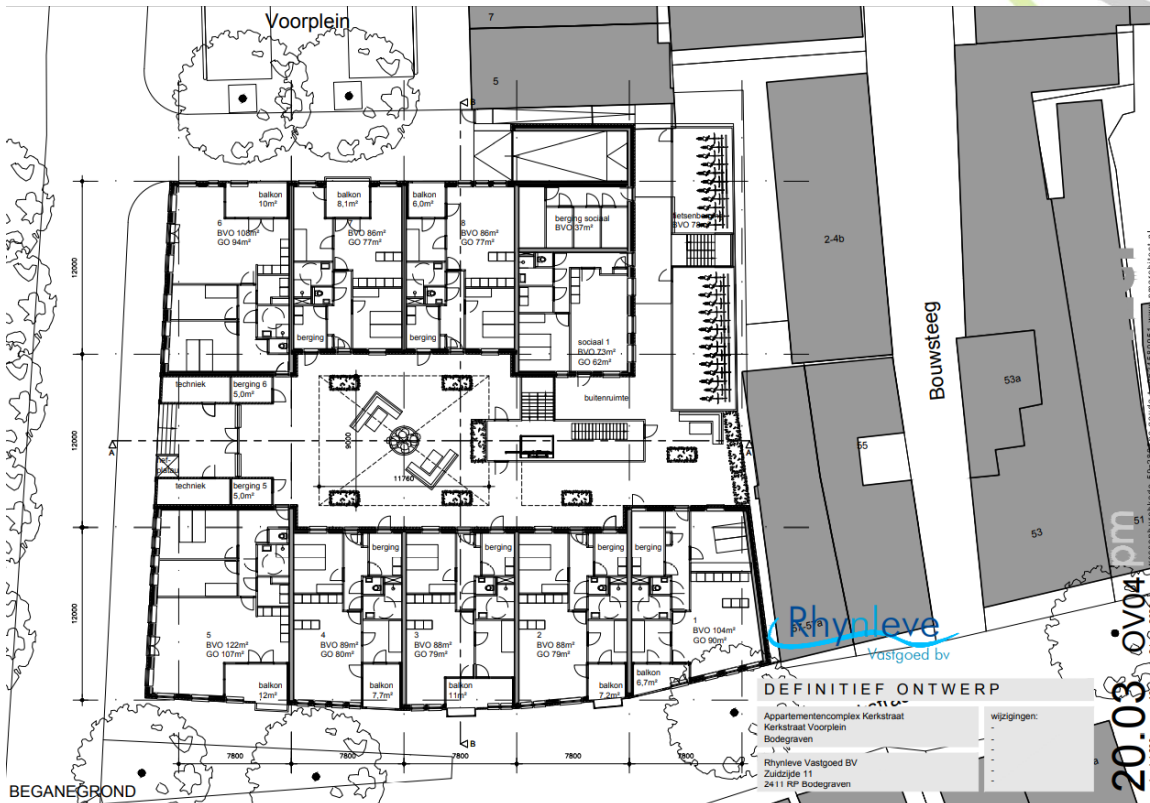 Voorplein
7
5
B
balkon
10m²
6
BVO 108m²
GO 94m²
balkon
8,1m²
7
BVO 86m²
GO 77m²
balkon
6,0m²
8
BVO 86m²
GO 77m²
berging sociaal
BVO 37m²
2-4b
Bouwsteeg
12000
berging
berging
sociaal 1
BVO 73m²
GO 62m²
53a
techniek
berging 6
5,0m²
buitenruimte
12000
9000
A
A
55
11760
techniek
berging 5
5,0m²
53
51
berging
berging
berging
berging
12000
5
BVO 122m²
GO 107m²
4
BVO 89m²
GO 80m²
3
BVO 88m²
GO 79m²
2
BVO 88m²
GO 79m²
1
BVO 104m²
GO 90m²
balkon
12m²
balkon
7,7m²
balkon
11m²
balkon
7,2m²
balkon
6,7m²
B
7800
7800
7800
7800
7800
BEGANEGROND
Rhynleve
Vastgoed bv
DEFINITIEF ONTWERP
Appartementencomplex Kerkstraat
Kerkstraat Voorplein
Bodegraven
Rhynleve Vastgoed BV
Zuidzijde 11
2411 RP Bodegraven
wijzigingen:
-
-
-
-
-
-
20.03
OV04